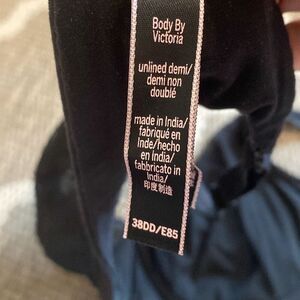 Body By
Victoria
unlined demi/
demi non
doublé
made in India/
fabriqué en
Inde/hecho
en India/
fabbricato in
India/
印度制造
38DD/E85